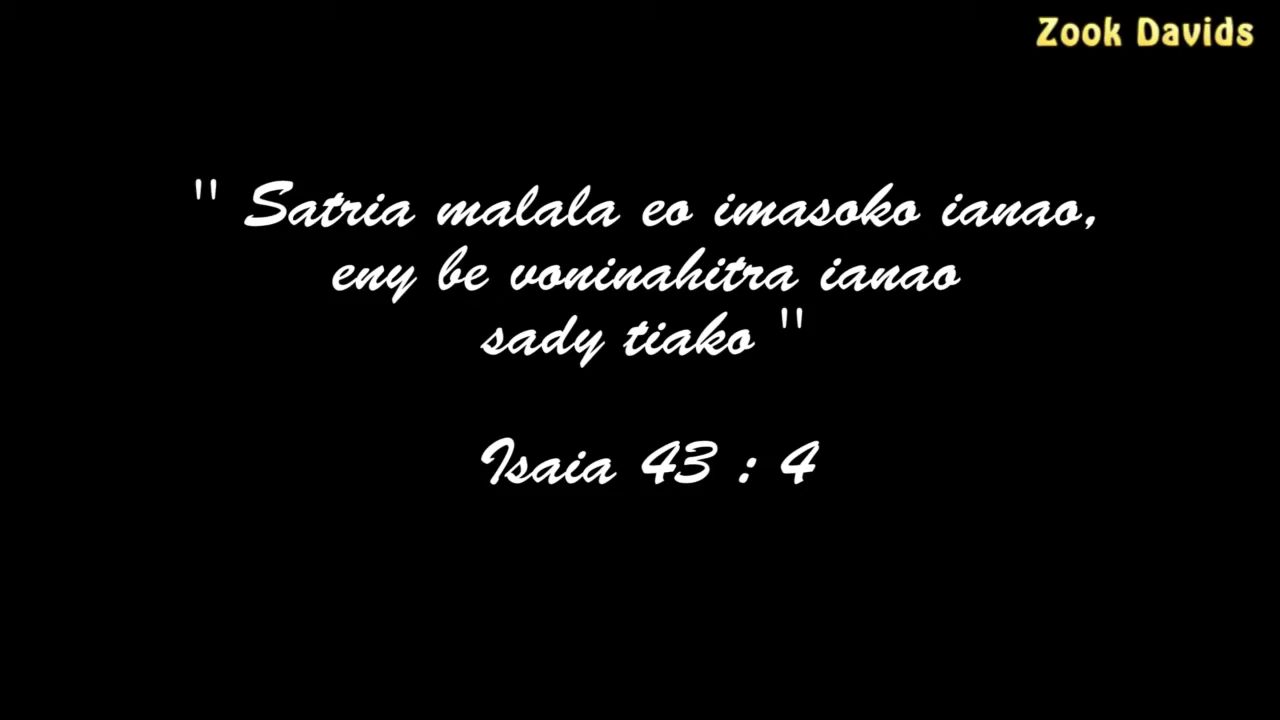 Zook Davids
" Satria malala eo imasoko ianao,
eny be voninahitra ianao
sady tiako "
Isaia 43 : 4